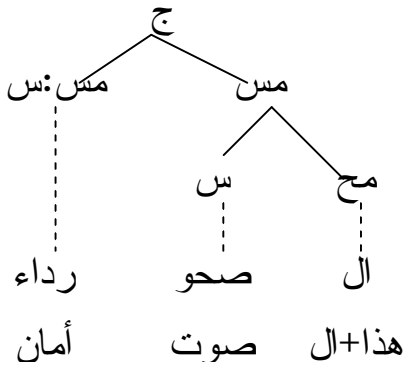 ج
مس مس:س
مح س
ال صحو رداء
هذا+ال صوت أمان